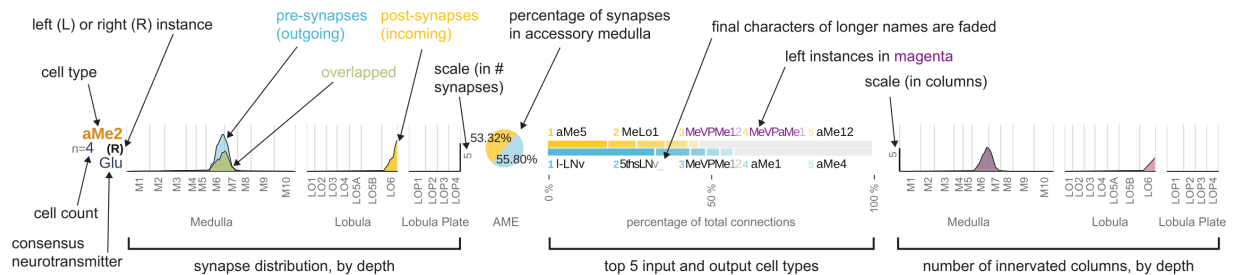 left (L) or right (R) instance
pre-synapses
(outgoing)
post-synapses
(incoming)
percentage of synapses
in accessory medulla
final characters of longer names are faded
cell type
overlapped
scale (in #
synapses)
left instances in magenta
scale (in columns)
aMe2
n=4 (R)
Glu
5
53.32%
55.80%
1 aMe5 2 MeLo1 3 MeVPMe12 4 MeVPaMe1 5 aMe12
1 l-LNv 2 5thsLNv_ 3 MeVPMe12 4 aMe1 5 aMe4
5
M1 M2 M3 M4 M5 M6 M7 M8 M9 M10
LO1 LO2 LO3 LO4 LO5A LO5B LO6
LOP1 LOP2 LOP3 LOP4
0 % 50 % 100 %
M1 M2 M3 M4 M5 M6 M7 M8 M9 M10
LO1 LO2 LO3 LO4 LO5A LO5B LO6
LOP1 LOP2 LOP3 LOP4
cell count
Medulla Lobula Lobula Plate AME percentage of total connections Medulla Lobula Lobula Plate
consensus
neurotransmitter
synapse distribution, by depth
top 5 input and output cell types
number of innervated columns, by depth